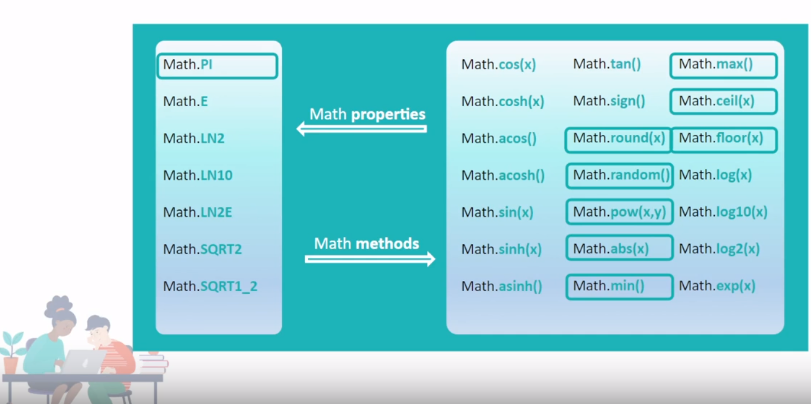 Math.PI
Math.E
Math.LN2
Math.LN10
Math.LN2E
Math.SQRT2
Math.SQRT1_2
Math properties
Math methods
Math.cos(x) Math.tan() Math.max()
Math.cosh(x) Math.sign() Math.ceil(x)
Math.acos() Math.round(x) Math.floor(x)
Math.acosh() Math.random() Math.log(x)
Math.sin(x) Math.pow(x,y) Math.log10(x)
Math.sinh(x) Math.abs(x) Math.log2(x)
Math.asinh() Math.min() Math.exp(x)